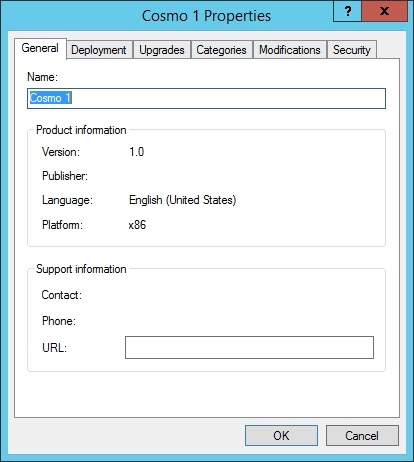 Cosmo 1 Properties
? x
General Deployment Upgrades Categories Modifications Security
Name:
Cosmo 1
Product information
Version: 1.0
Publisher:
Language: English (United States)
Platform: x86
Support information
Contact:
Phone:
URL:
OK Cancel